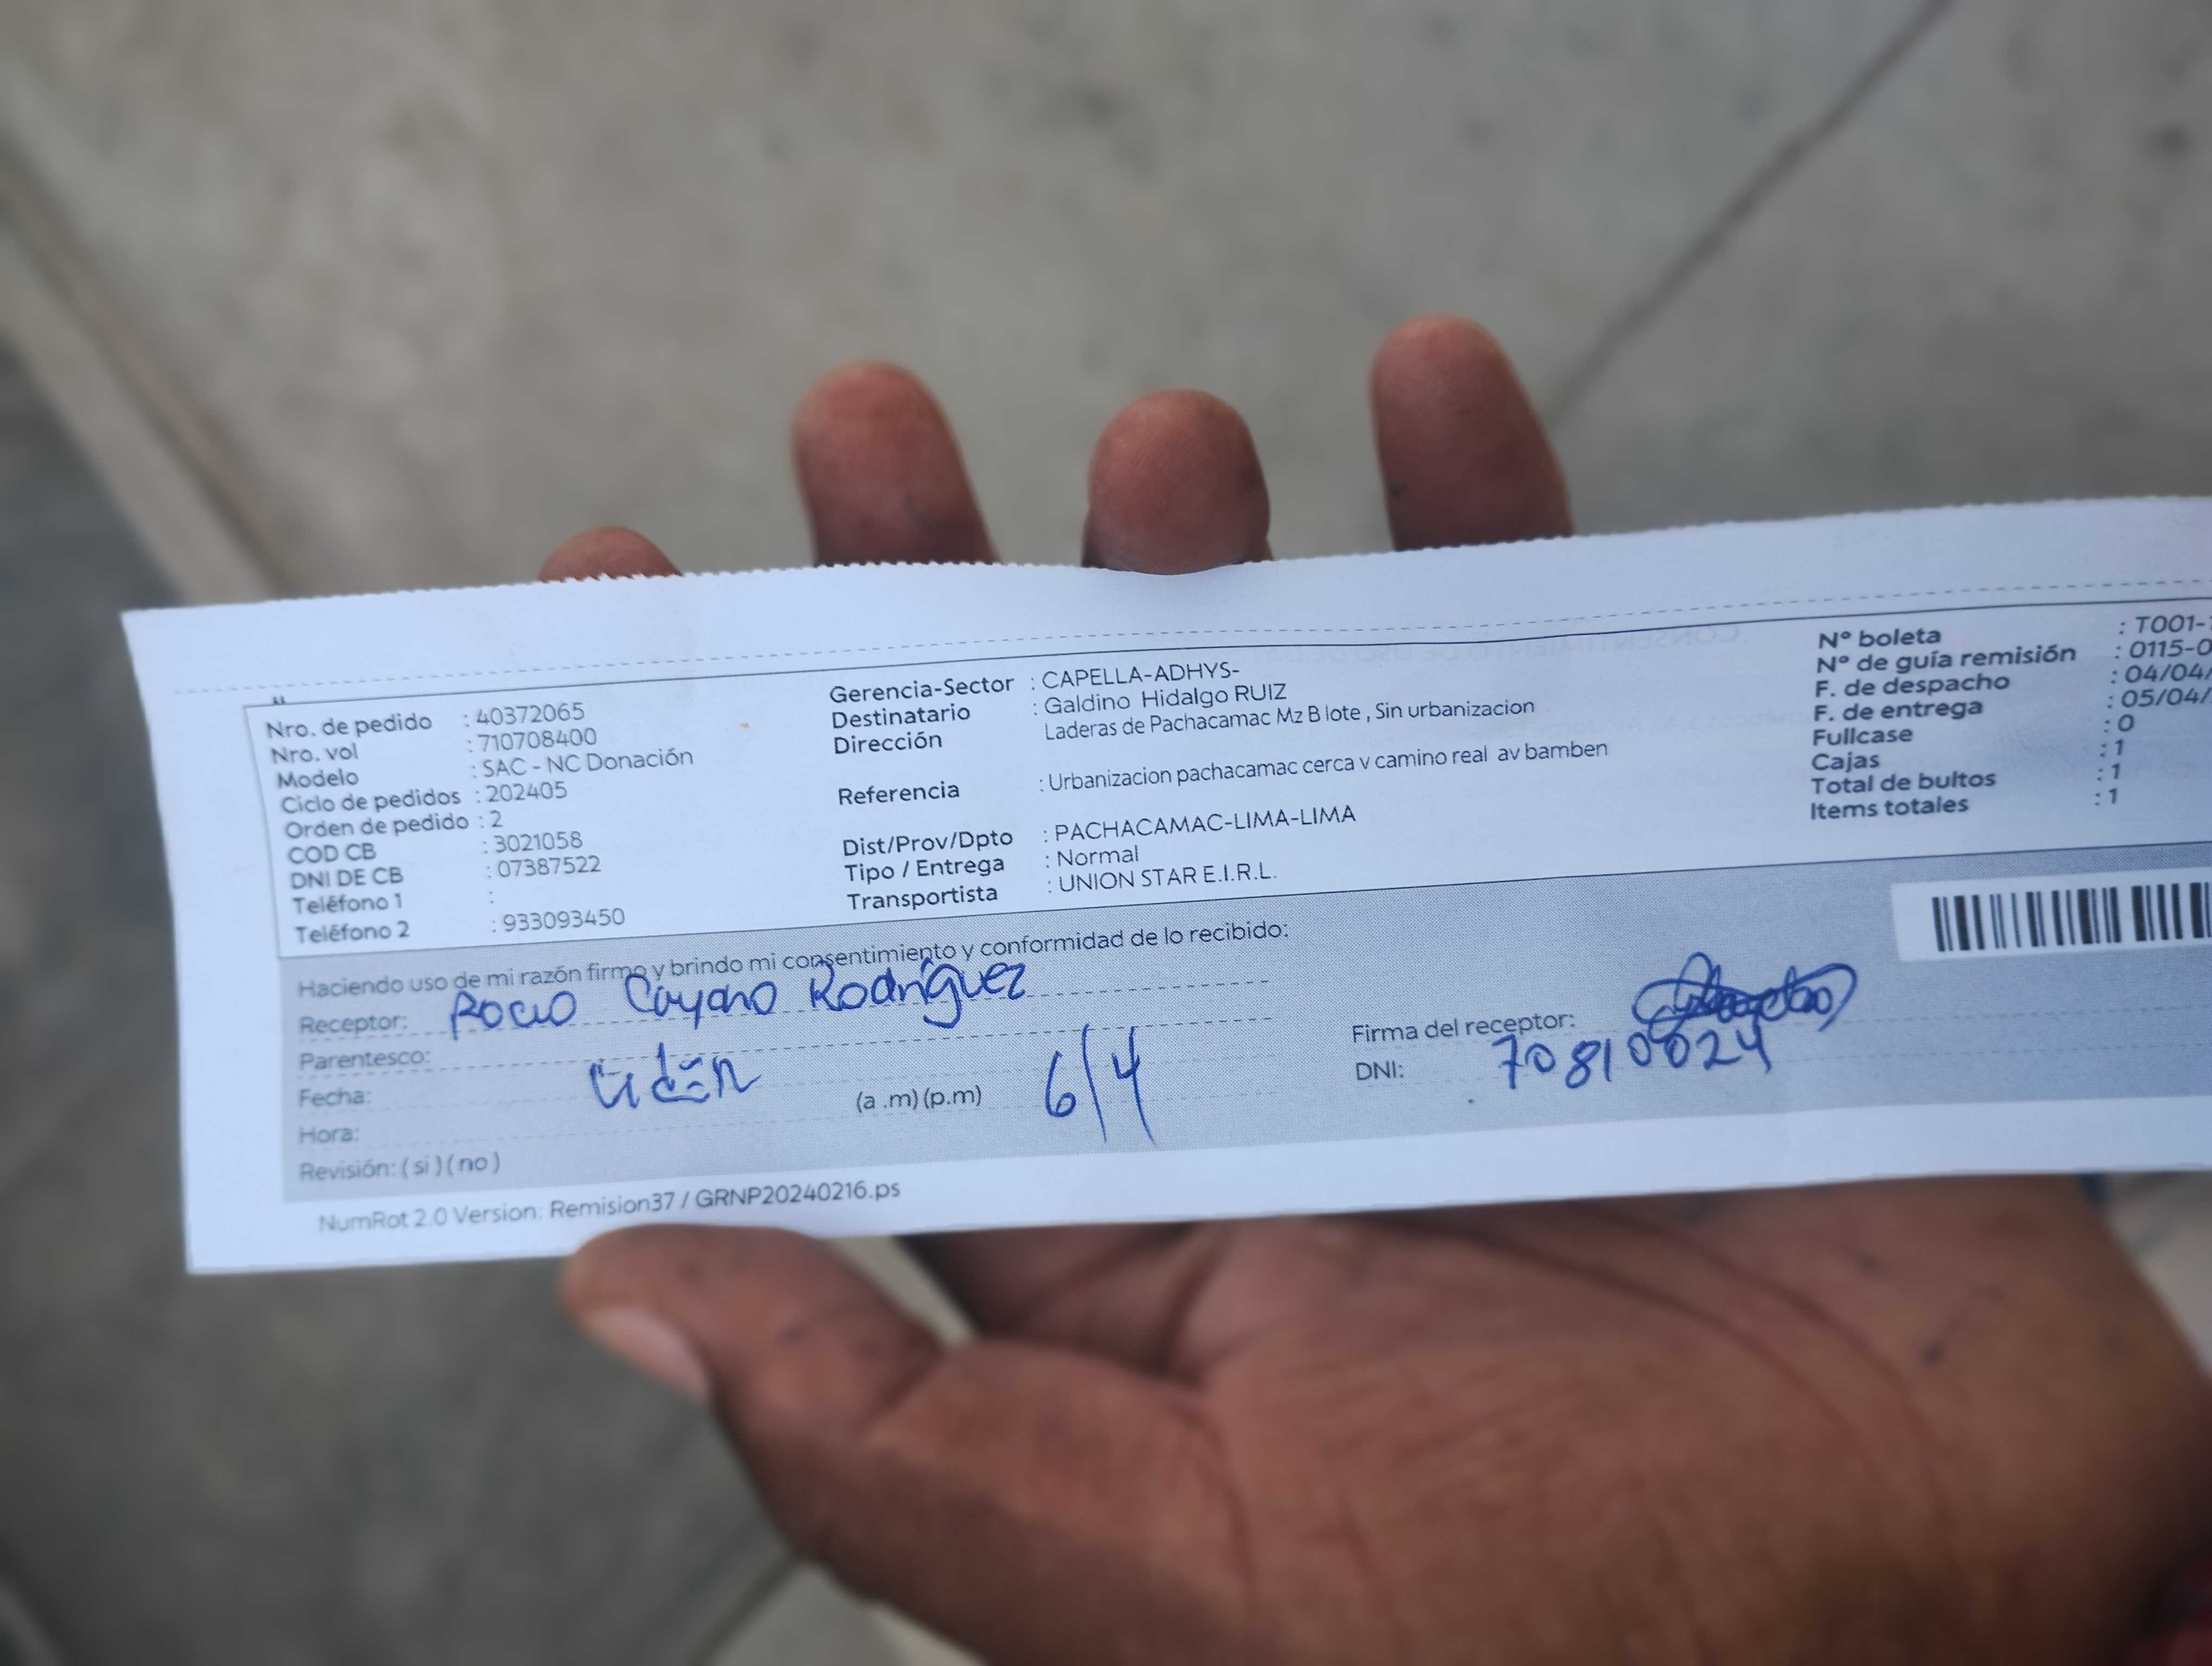 Nro. de pedido : 40372065
Nro. vol : 710708400
Modelo : SAC - NC Donación
Ciclo de pedidos : 202405
Orden de pedido : 2
COD CB : 3021058
DNI DE CB : 07387522
Teléfono 1 :
Teléfono 2 : 933093450
Gerencia-Sector : CAPELLA-ADHYS-
Destinatario : Galdino Hidalgo RUIZ
Dirección Laderas de Pachacamac Mz B lote , Sin urbanizacion
Referencia : Urbanizacion pachacamac cerca v camino real av bamben
Dist/Prov/Dpto : PACHACAMAC-LIMA-LIMA
Tipo / Entrega : Normal
Transportista : UNION STAR E.I.R.L.
Nº boleta : T001-
Nº de guía remisión : 0115-0
F. de despacho : 04/04/
F. de entrega : 05/04/
Fullcase : 0
Cajas : 1
Total de bultos : 1
Items totales : 1
Haciendo uso de mi razón firmo y brindo mi consentimiento y conformidad de lo recibido:
Receptor: Rocio Cayano Rodríguez
Parentesco:
Fecha:
Hora: (a .m) (p.m) 6/4
Revisión: ( si ) ( no )
Firma del receptor:
DNI: 70810024
NumRot 2.0 Version: Remision37 / GRNP20240216.ps